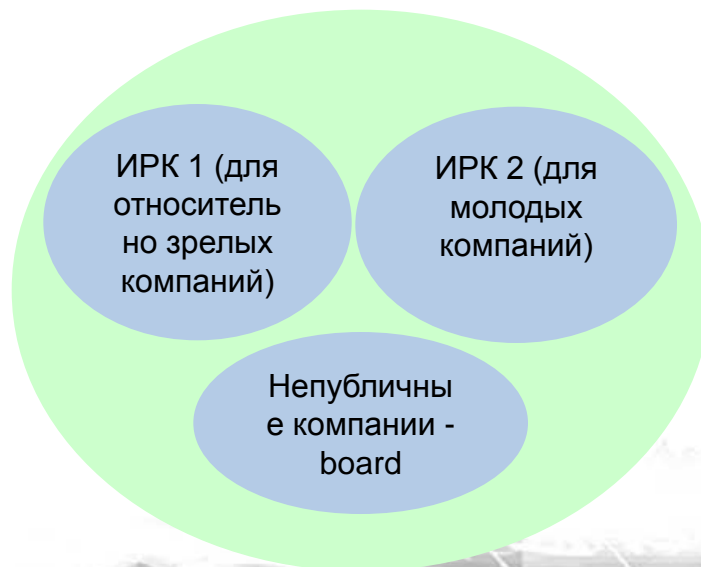 ИРК 1 (для
относитель
но зрелых
компаний)
ИРК 2 (для
молодых
компаний)
Непубличны
е компании -
board